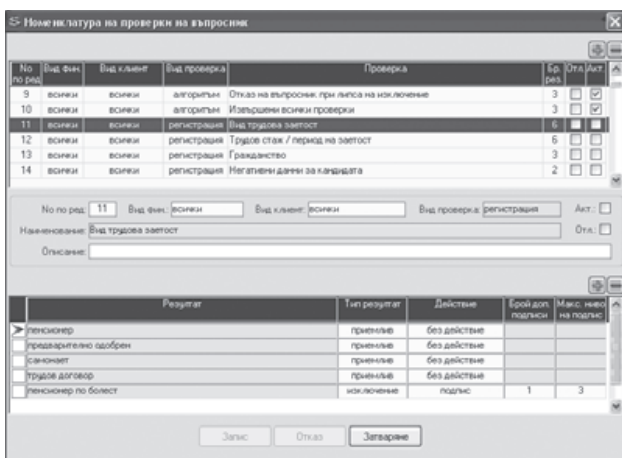 Номенклатура на проверки на въпросник
No по ред Вид фин. Вид клиент Вид проверка Проверка Бр. рез. Отл. Акт.
9 всички всички алгоритъм Отказ на въпросник при липса на изключение 3
10 всички всички алгоритъм Извършени всички проверки 3
11 всички всички регистрация Вид трудова заетост 6
12 всички всички регистрация Трудов стаж / период на заетост 6
13 всички всички регистрация Гражданство 3
14 всички всички регистрация Негативни данни за кандидата 2
No по ред: 11 Вид фин.: всички Вид клиент: всички Вид проверка: регистрация Акт.:
Наименование: Вид трудова заетост Отл.:
Описание:
Резултат Тип резултат Действие Брой доп. подписи Макс. ниво на подпис
пенсионер приемлив без действие
предварително одобрен приемлив без действие
самонает приемлив без действие
трудов договор приемлив без действие
пенсионер по болест изключение подпис 1 3
Запис Отказ Затваряне